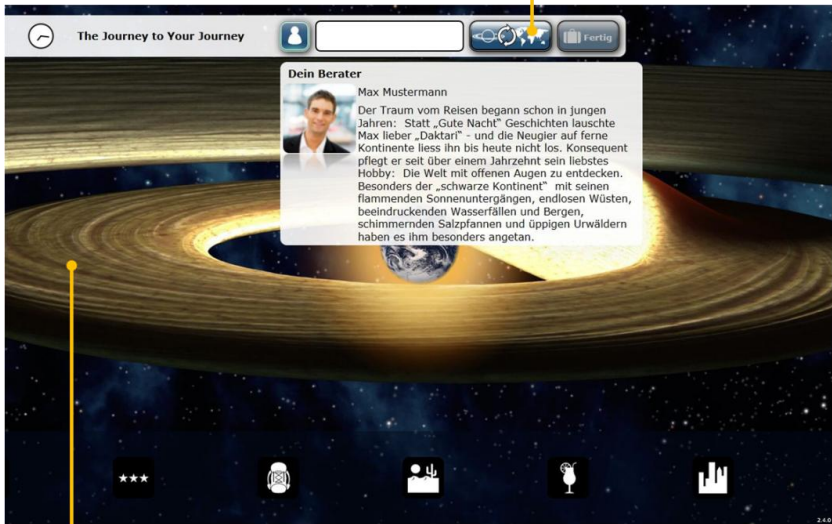 The Journey to Your Journey
Fertig
Dein Berater
Max Mustermann
Der Traum vom Reisen begann schon in jungen
Jahren: Statt „Gute Nacht“ Geschichten lauschte
Max lieber „Daktari“ - und die Neugier auf ferne
Kontinente liess ihn bis heute nicht los. Konsequent
pflegt er seit über einem Jahrzehnt sein liebstes
Hobby: Die Welt mit offenen Augen zu entdecken.
Besonders der „schwarze Kontinent“ mit seinen
flammenden Sonnenuntergängen, endlosen Wüsten,
beeindruckenden Wasserfällen und Bergen,
schimmernden Salzpfannen und üppigen Urwäldern
haben es ihm besonders angetan.
2.4.0